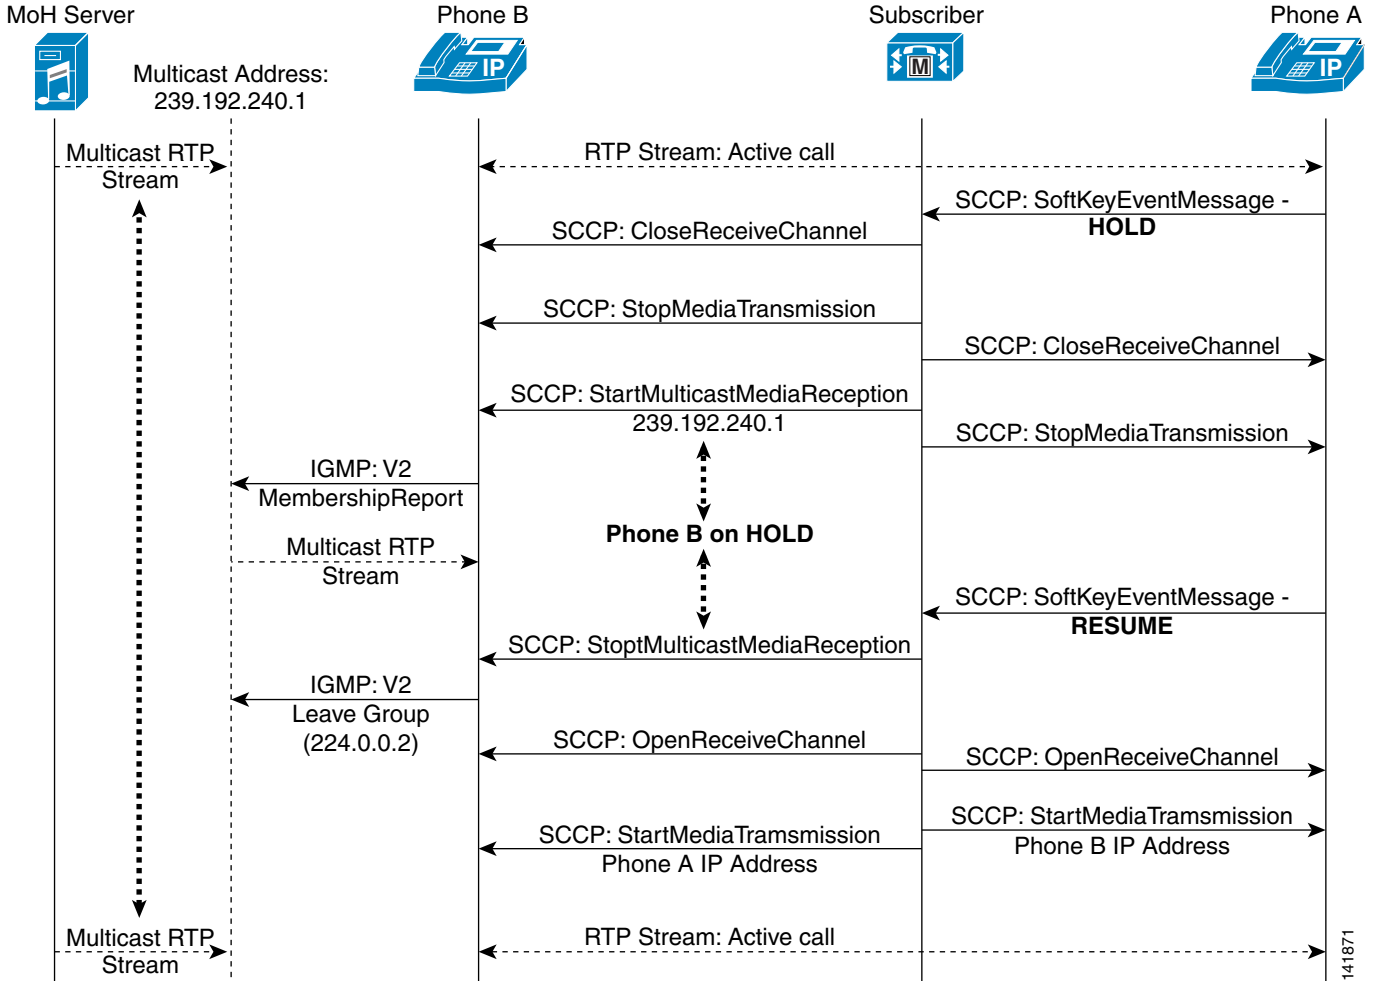 MoH Server
Phone B
Subscriber
Phone A
IP
M
IP
Multicast Address:
239.192.240.1
Multicast RTP
Stream
RTP Stream: Active call
SCCP: SoftKeyEventMessage -
HOLD
SCCP: CloseReceiveChannel
SCCP: StopMediaTransmission
SCCP: CloseReceiveChannel
SCCP: StartMulticastMediaReception
239.192.240.1
SCCP: StopMediaTransmission
IGMP: V2
MembershipReport
Phone B on HOLD
Multicast RTP
Stream
SCCP: SoftKeyEventMessage -
RESUME
SCCP: StoptMulticastMediaReception
IGMP: V2
Leave Group
(224.0.0.2)
SCCP: OpenReceiveChannel
SCCP: OpenReceiveChannel
SCCP: StartMediaTramsmission
Phone B IP Address
SCCP: StartMediaTramsmission
Phone A IP Address
Multicast RTP
Stream
RTP Stream: Active call
141871